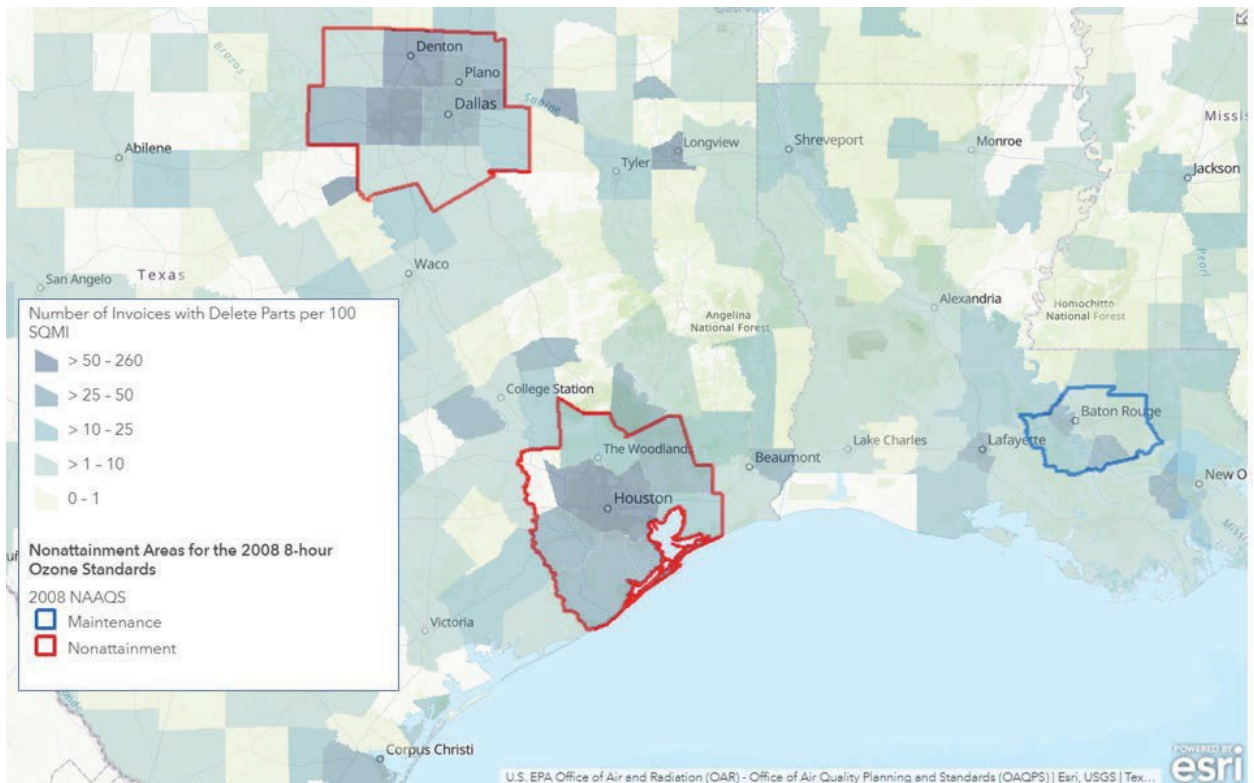 Denton
Plano
Dallas
Brazos
Sabine
Abilene
Tyler
Longview
Shreveport
Monroe
Jackson
San Angelo
Texas
Waco
Angelina
National Forest
Alexandria
Homochitto
National Forest
Pearl
Number of Invoices with Delete Parts per 100
SQMI
> 50 - 260
> 25 - 50
> 10 - 25
> 1 - 10
0 - 1
Nonattainment Areas for the 2008 8-hour
Ozone Standards
2008 NAAQS
Maintenance
Nonattainment
College Station
The Woodlands
Houston
Beaumont
Lake Charles
Lafayette
Baton Rouge
New O
Victoria
Corpus Christi
POWERED BY
esri
U.S. EPA Office of Air and Radiation (OAR) - Office of Air Quality Planning and Standards (OAQPS) | Esri, USGS | Tex...